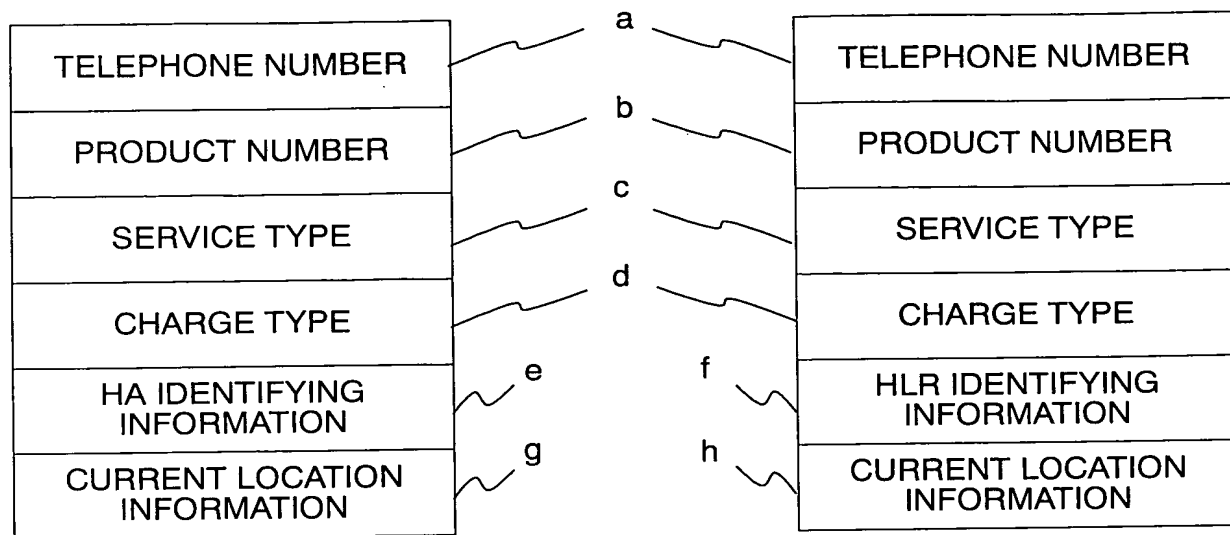 TELEPHONE NUMBER
PRODUCT NUMBER
SERVICE TYPE
CHARGE TYPE
HA IDENTIFYING
INFORMATION
CURRENT LOCATION
INFORMATION
a
b
c
d
e
f
g
h
TELEPHONE NUMBER
PRODUCT NUMBER
SERVICE TYPE
CHARGE TYPE
HLR IDENTIFYING
INFORMATION
CURRENT LOCATION
INFORMATION